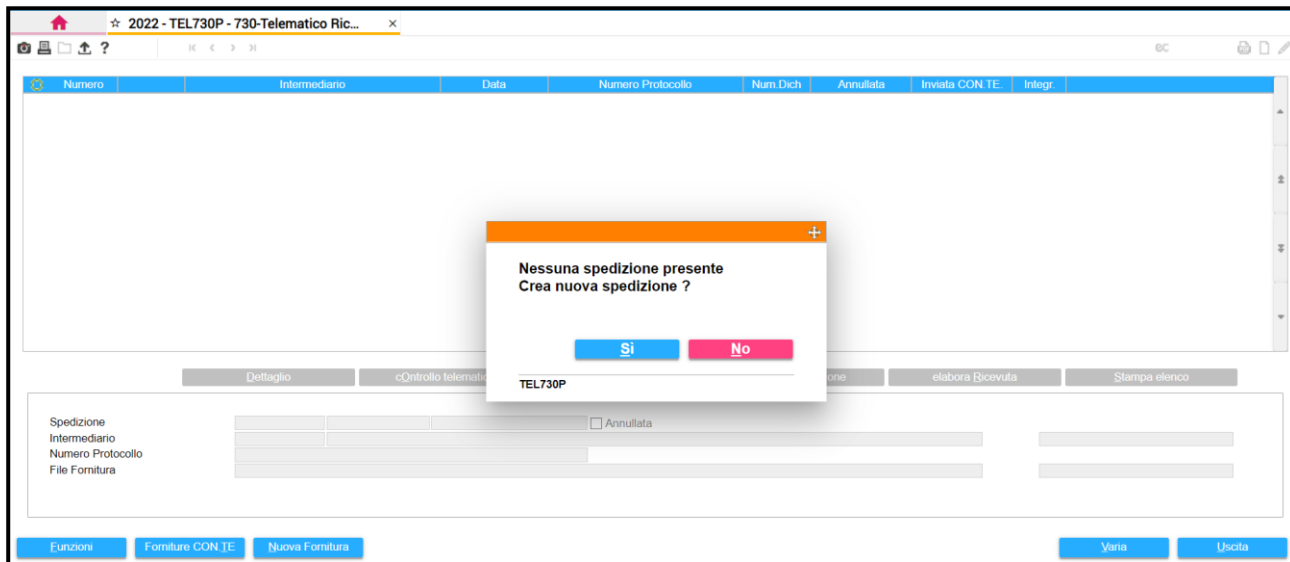 2022 - TEL730P - 730-Telematico Ric...
Numero Intermediario Data Numero Protocollo Num.Dich Annullata Inviata CON.TE. Integr.
Nessuna spedizione presente
Crea nuova spedizione ?
Sì No
TEL730P
Dettaglio cOntrollo telematic one elabora Ricevuta Stampa elenco
Spedizione Annullata
Intermediario
Numero Protocollo
File Fornitura
Funzioni Forniture CON.TE Nuova Fornitura Varia Uscita